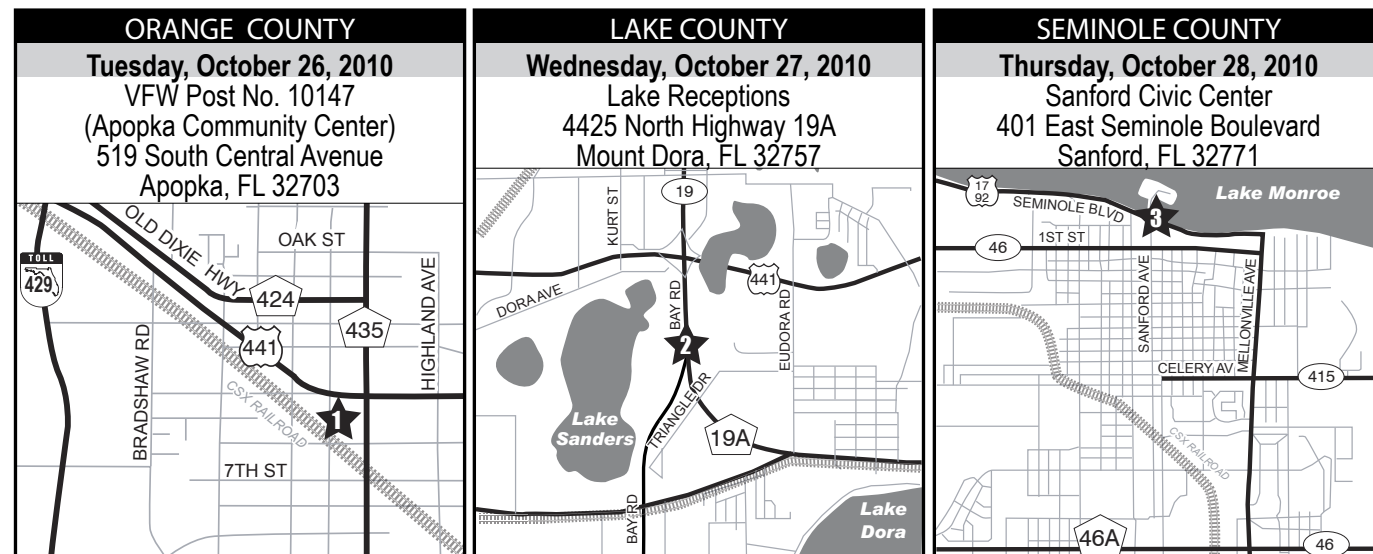 ORANGE COUNTY
Tuesday, October 26, 2010
VFW Post No. 10147
(Apopka Community Center)
519 South Central Avenue
Apopka, FL 32703
OLD DIXIE HWY
OAK ST
TOLL
429
424
435
HIGHLAND AVE
BRADSHAW RD
441
CSX RAILROAD
1
7TH ST
LAKE COUNTY
Wednesday, October 27, 2010
Lake Receptions
4425 North Highway 19A
Mount Dora, FL 32757
19
KURT ST
441
DORA AVE
BAY RD
EUDORA RD
2
TRIANGLE DR
Lake
Sanders
19A
BAY RD
Lake
Dora
SEMINOLE COUNTY
Thursday, October 28, 2010
Sanford Civic Center
401 East Seminole Boulevard
Sanford, FL 32771
17
92
SEMINOLE BLVD
Lake Monroe
3
46
1ST ST
SANFORD AVE
MELLONVILLE AVE
CELERY AV
415
CSX RAILROAD
46A
46